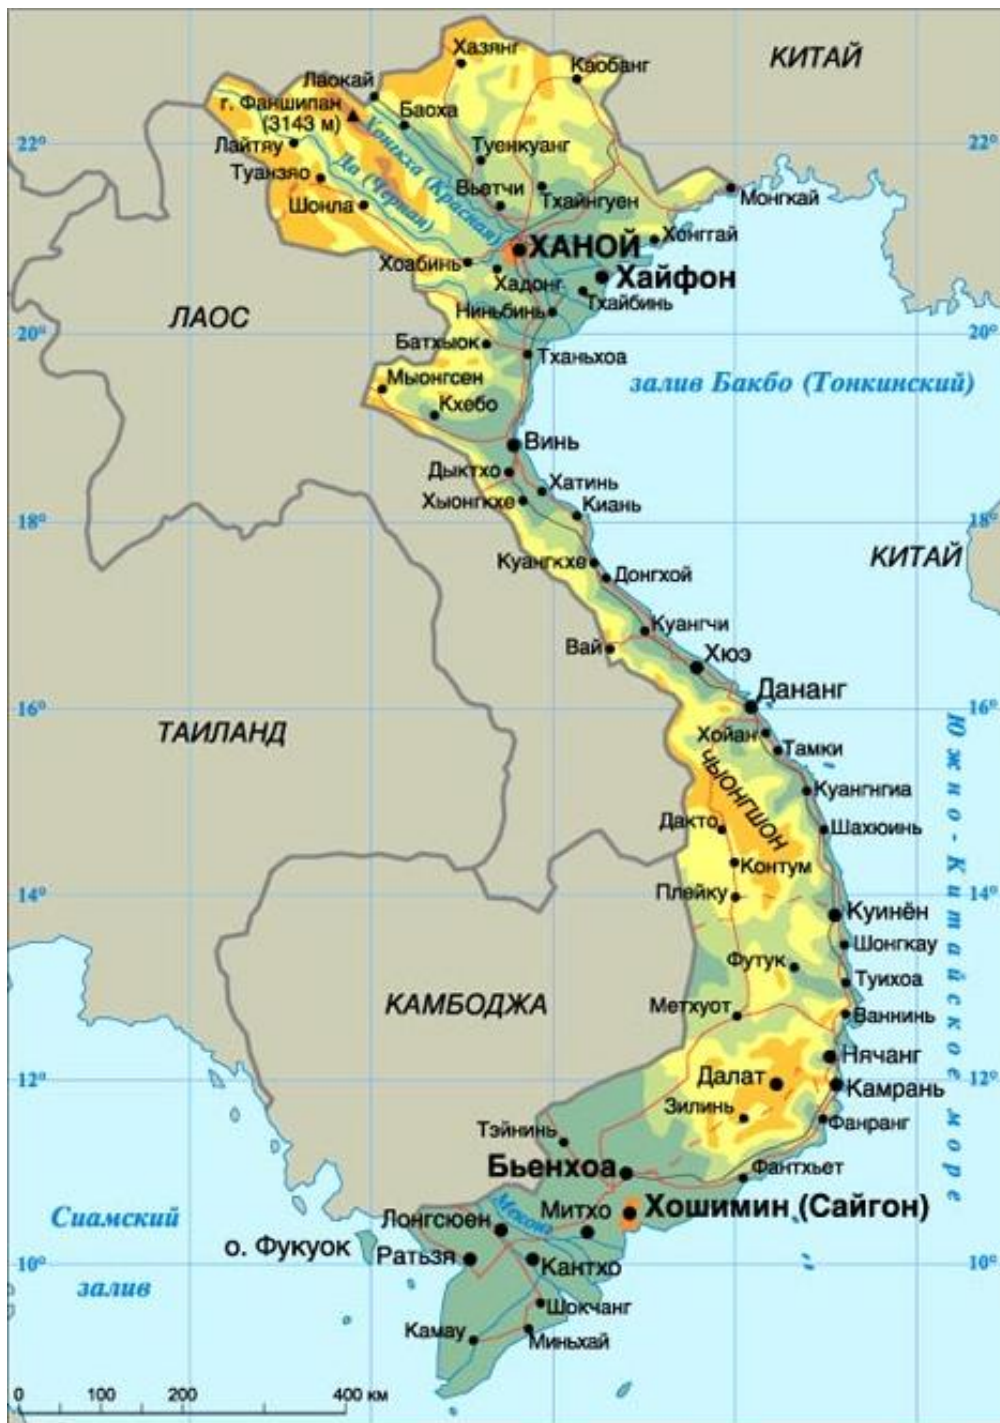 Хазянг
КИТАЙ
Каобанг
Лаокай
г. Фаншипан
(3143 м)
Баоха
22°
22°
Лайтяу
Хонгкха (Красная)
Туенкуанг
Туанзяо
Да (Черная)
Вьетчи
Тхайнгуен
Монгкай
Шонла
ХАНОЙ
Хонггай
Хоабинь
Хайфон
Хадонг
Тхайбинь
ЛАОС
Ниньбинь
20°
20°
Батхыок
Тханьхоа
Мыонгсен
залив Бакбо (Тонкинский)
Кхебо
Винь
Дыктхо
Хатинь
Хыонгкхе
Киань
18°
18°
КИТАЙ
Куангкхе
Донгхой
Куангчи
Вай
Хюэ
Дананг
16°
16°
ТАИЛАНД
Хойан
Тамки
ЧЫОНГШОН
Куангнгиа
Дакто
Шахюинь
Контум
Плейку
14°
14°
Куинён
Шонгкау
Футук
Туихоа
КАМБОДЖА
Метхуот
Ваннинь
Южно-Китайское море
Нячанг
12°
12°
Далат
Камрань
Зилинь
Фанранг
Тэйнинь
Бьенхоа
Фантхьет
Хошимин (Сайгон)
Митхо
Меконг
Лонгсюен
Сиамский
залив
о. Фукуок
Ратьзя
Кантхо
10°
10°
Шокчанг
Камау
Миньхай
0 100 200 400 км